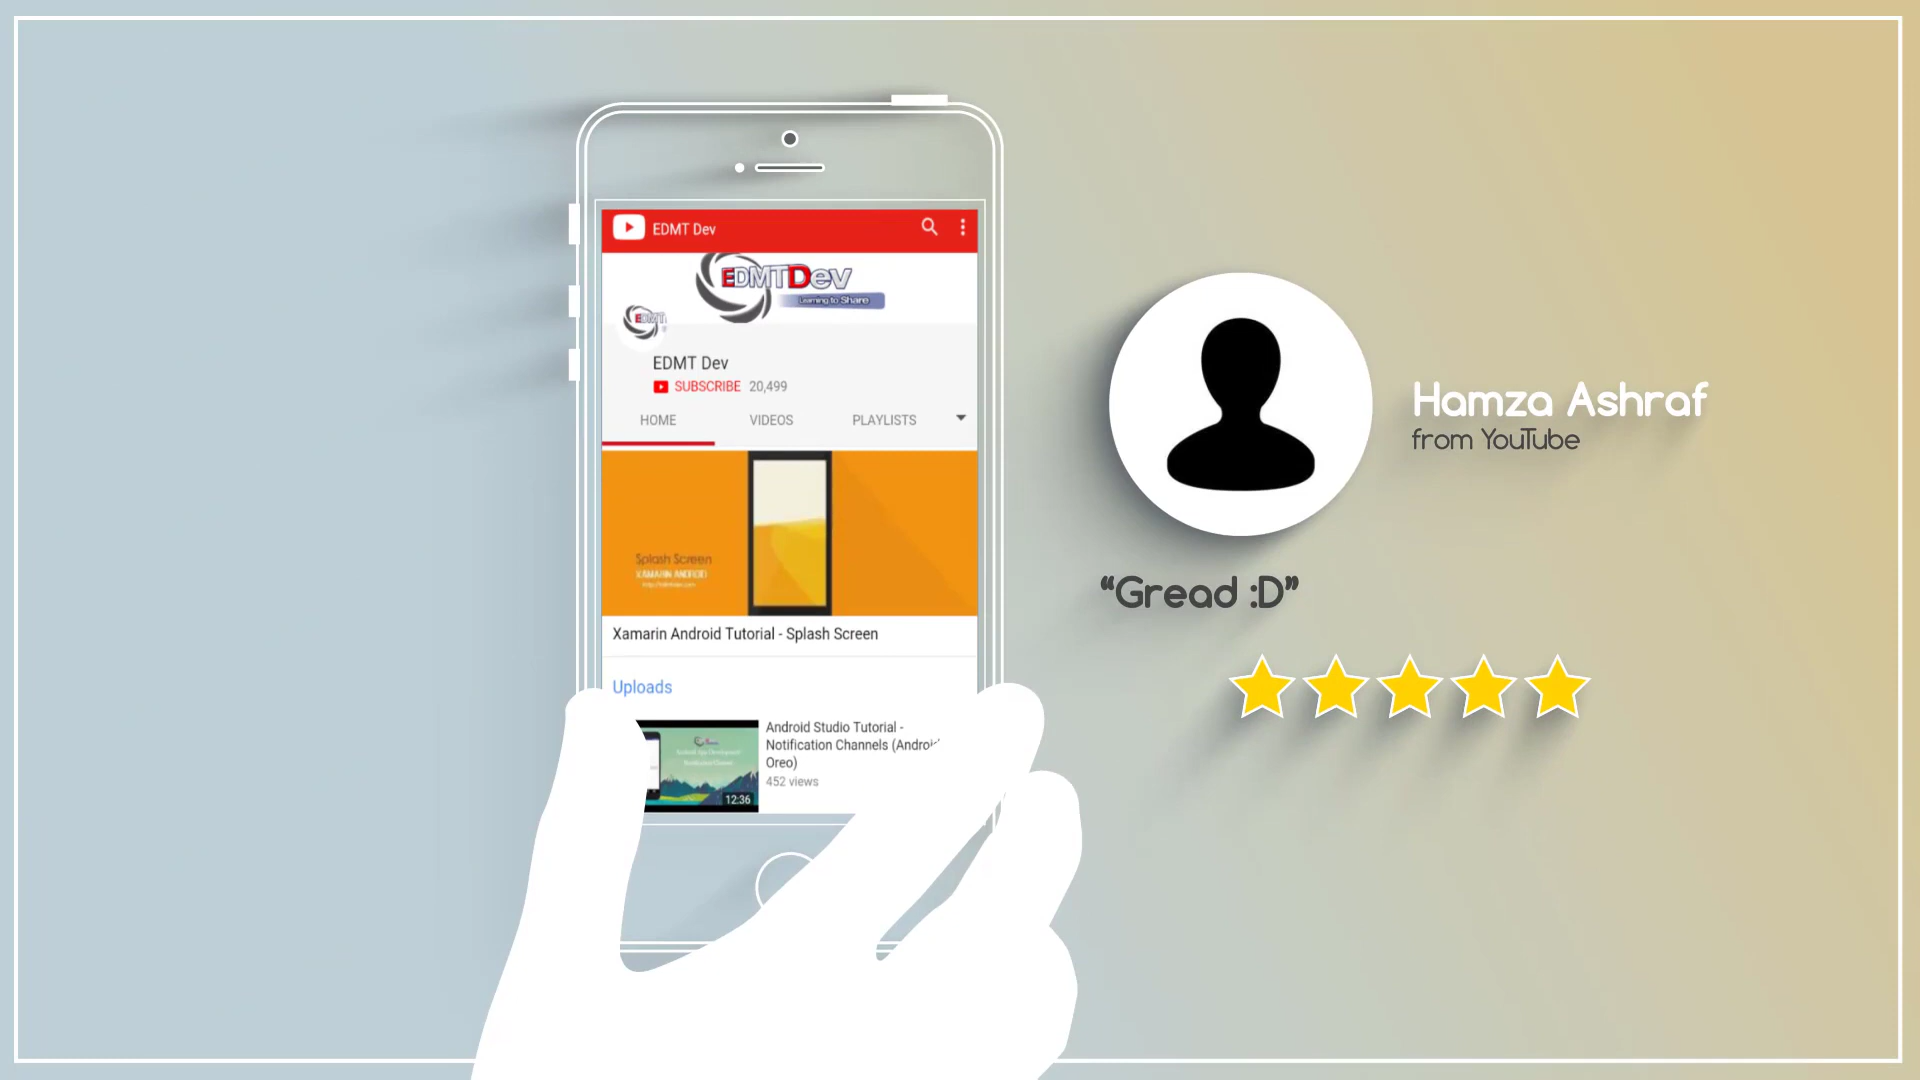 EDMT Dev
EDMTDev
Learning to Share
EDMT
EDMT Dev
SUBSCRIBE 20,499
HOME VIDEOS PLAYLISTS
Splash Screen
XAMARIN ANDROID
Xamarin Android Tutorial - Splash Screen
Uploads
Android Studio Tutorial -
Notification Channels (Android
Oreo)
452 views
12:36
Hamza Ashraf
from YouTube
“Gread :D”